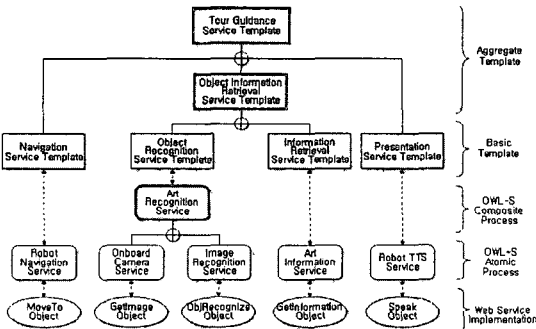 Tour Guidance
Service Template
Aggregate
Template
Object Information
Retrieval
Service Template
Navigation
Service Template
Object
Recognition
Service Template
Information
Retrieval
Service Template
Presentation
Service Template
Basic
Template
Art
Recognition
Service
OWL-S
Composite
Process
Robot
Navigation
Service
Onboard
Camera
Service
Image
Recognition
Service
Art
Information
Service
Robot TTS
Service
OWL-S
Atomic
Process
MoveTo
Object
GetImage
Object
ObjRecognize
Object
GetInformation
Object
Speak
Object
Web Service
Implementation